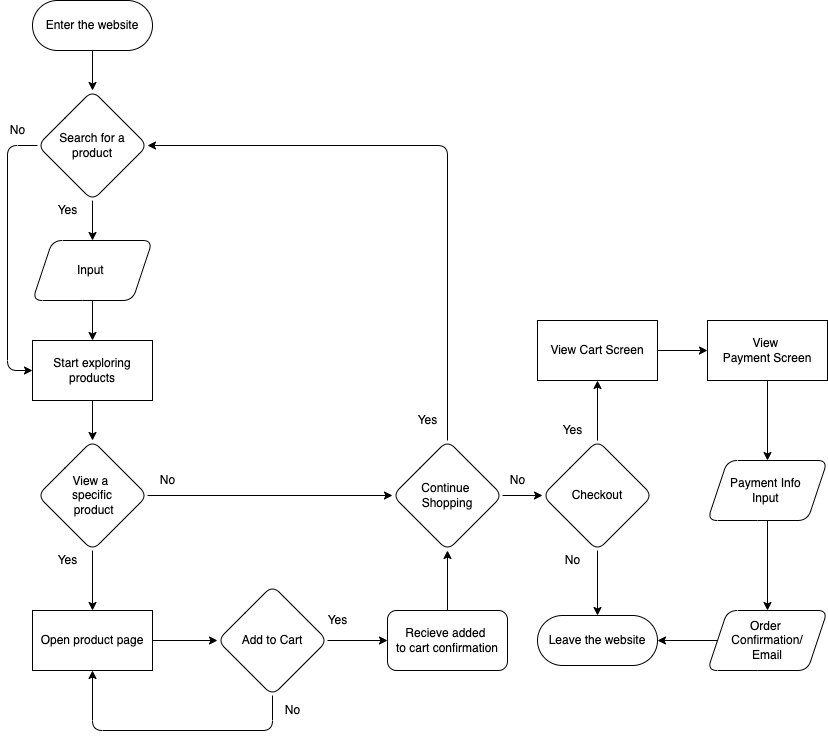 Enter the website
No
Search for a
product
Yes
Input
Start exploring
products
View Cart Screen
View
Payment Screen
Yes
Yes
View a
specific
product
No
Continue
Shopping
No
Checkout
Payment Info
Input
Yes
No
Open product page
Add to Cart
Yes
Recieve added
to cart confirmation
Leave the website
Order
Confirmation/
Email
No